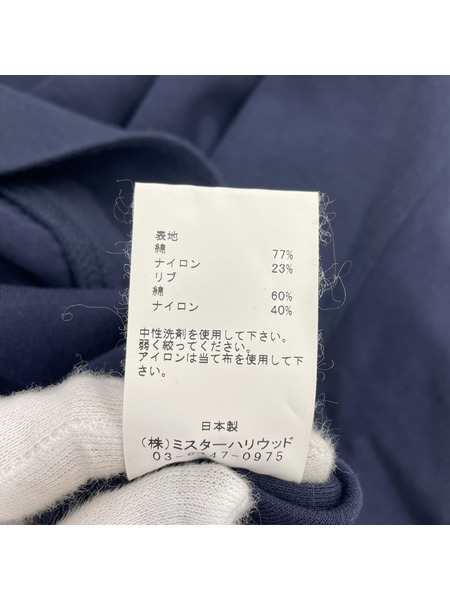 表地
綿 77%
ナイロン 23%
リブ
綿 60%
ナイロン 40%
中性洗剤を使用して下さい。
弱く絞ってください。
アイロンは当て布を使用して下さい。
日本製
(株)ミスターハリウッド